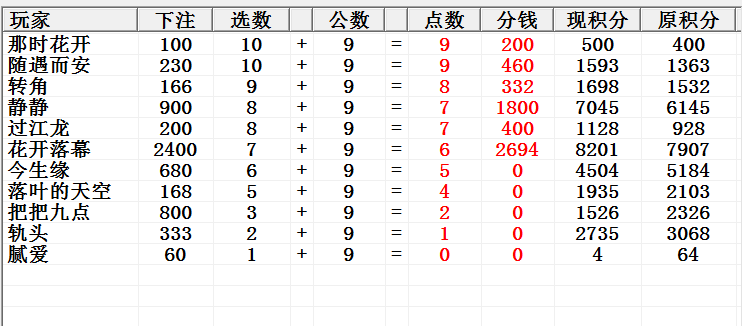 玩家 下注 选数 公数 点数 分钱 现积分 原积分
那时花开 100 10 + 9 = 9 200 500 400
随遇而安 230 10 + 9 = 9 460 1593 1363
转角 166 9 + 9 = 8 332 1698 1532
静静 900 8 + 9 = 7 1800 7045 6145
过江龙 200 8 + 9 = 7 400 1128 928
花开落幕 2400 7 + 9 = 6 2694 8201 7907
今生缘 680 6 + 9 = 5 0 4504 5184
落叶的天空 168 5 + 9 = 4 0 1935 2103
把把九点 800 3 + 9 = 2 0 1526 2326
轨头 333 2 + 9 = 1 0 2735 3068
腻爱 60 1 + 9 = 0 0 4 64